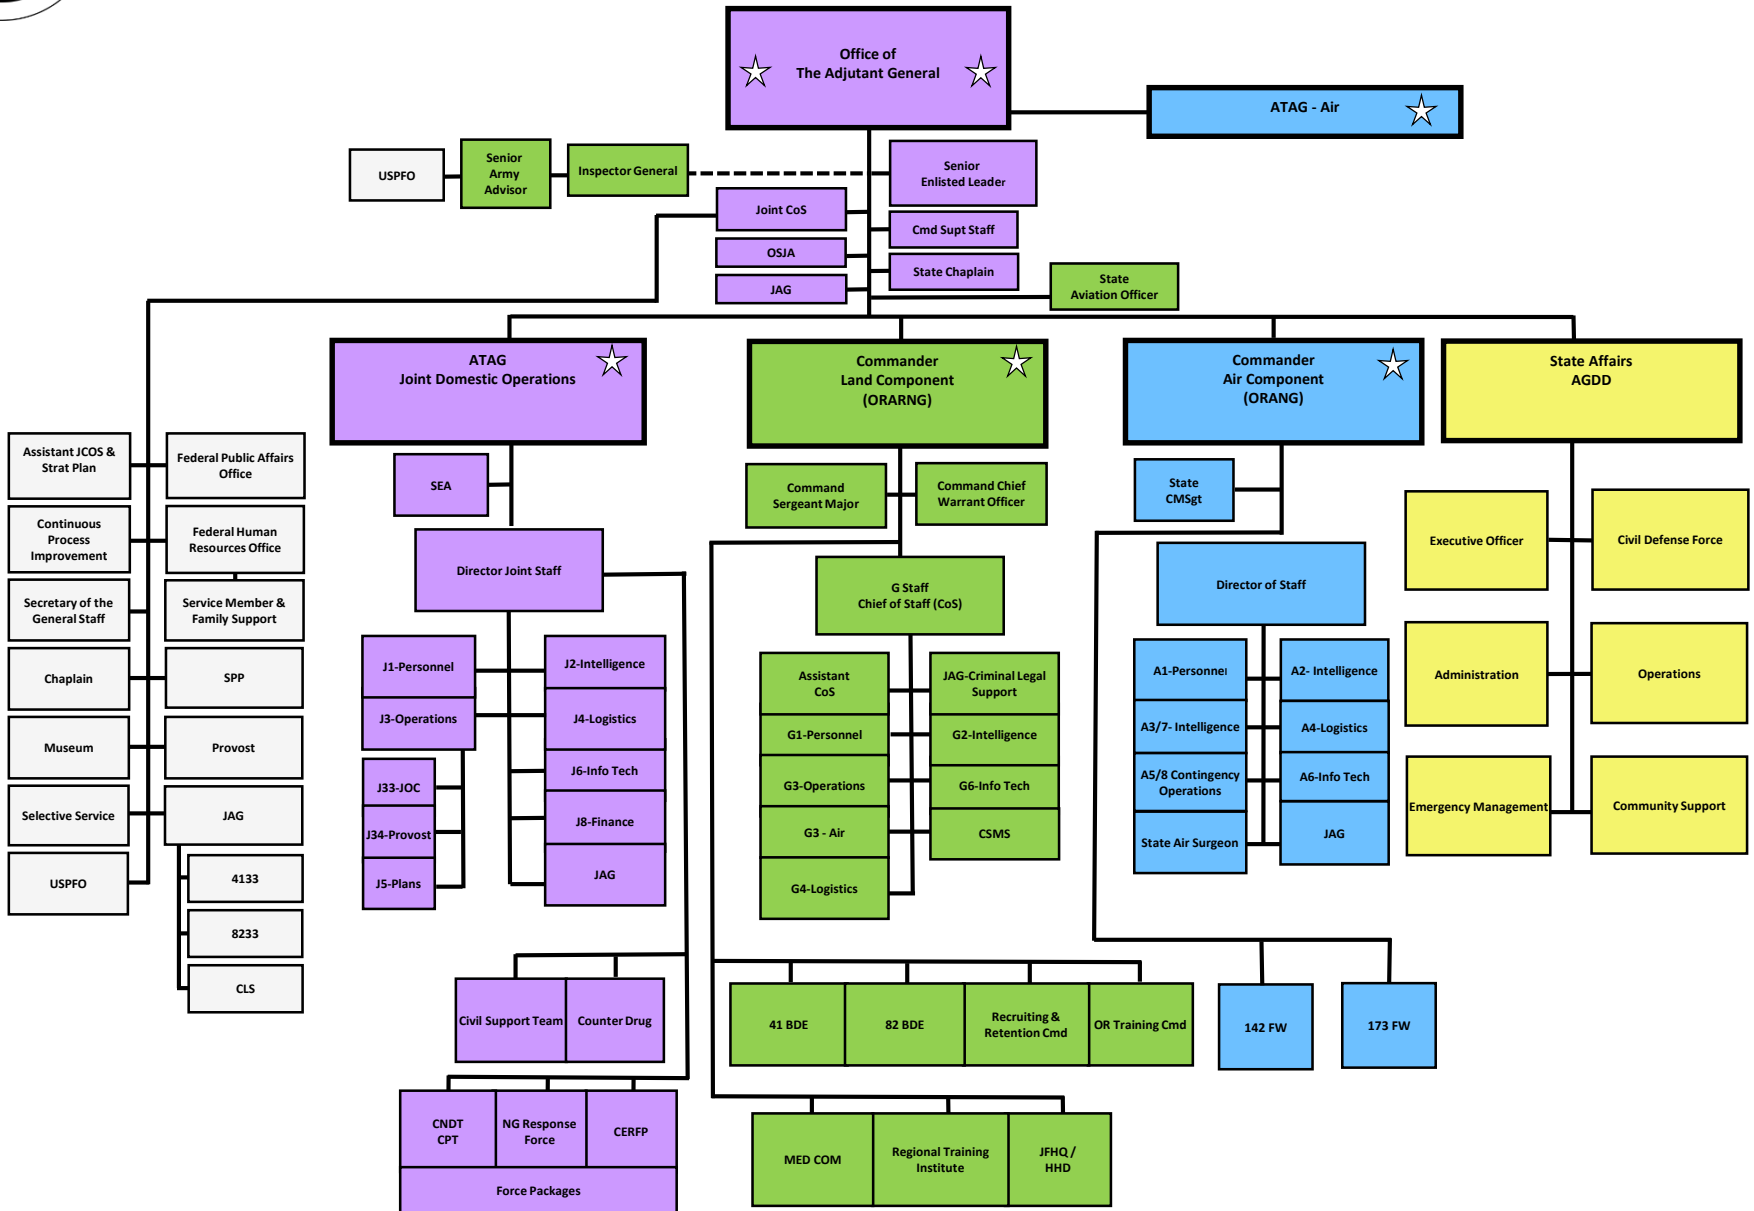 Office of
The Adjutant General
ATAG - Air
USPFO
Senior
Army
Advisor
Inspector General
Senior
Enlisted Leader
Joint CoS
Cmd Supt Staff
OSJA
State Chaplain
JAG
State
Aviation Officer
ATAG
Joint Domestic Operations
Commander
Land Component
(ORARNG)
Commander
Air Component
(ORANG)
State Affairs
AGDD
Assistant JCOS &
Strat Plan
Federal Public Affairs
Office
Continuous
Process
Improvement
Federal Human
Resources Office
Secretary of the
General Staff
Service Member &
Family Support
Chaplain
SPP
Museum
Provost
Selective Service
JAG
USPFO
4133
8233
CLS
SEA
Director Joint Staff
J1-Personnel
J2-Intelligence
J3-Operations
J4-Logistics
J33-JOC
J6-Info Tech
J34-Provost
J8-Finance
J5-Plans
JAG
Civil Support Team
Counter Drug
CNDT
CPT
NG Response
Force
CERFP
Force Packages
Command
Sergeant Major
Command Chief
Warrant Officer
G Staff
Chief of Staff (CoS)
Assistant
CoS
JAG-Criminal Legal
Support
G1-Personnel
G2-Intelligence
G3-Operations
G6-Info Tech
G3 - Air
CSMS
G4-Logistics
41 BDE
82 BDE
Recruiting &
Retention Cmd
OR Training Cmd
MED COM
Regional Training
Institute
JFHQ /
HHD
State
CMSgt
Director of Staff
A1-Personnel
A2- Intelligence
A3/7- Intelligence
A4-Logistics
A5/8 Contingency
Operations
A6-Info Tech
State Air Surgeon
JAG
142 FW
173 FW
Executive Officer
Civil Defense Force
Administration
Operations
Emergency Management
Community Support